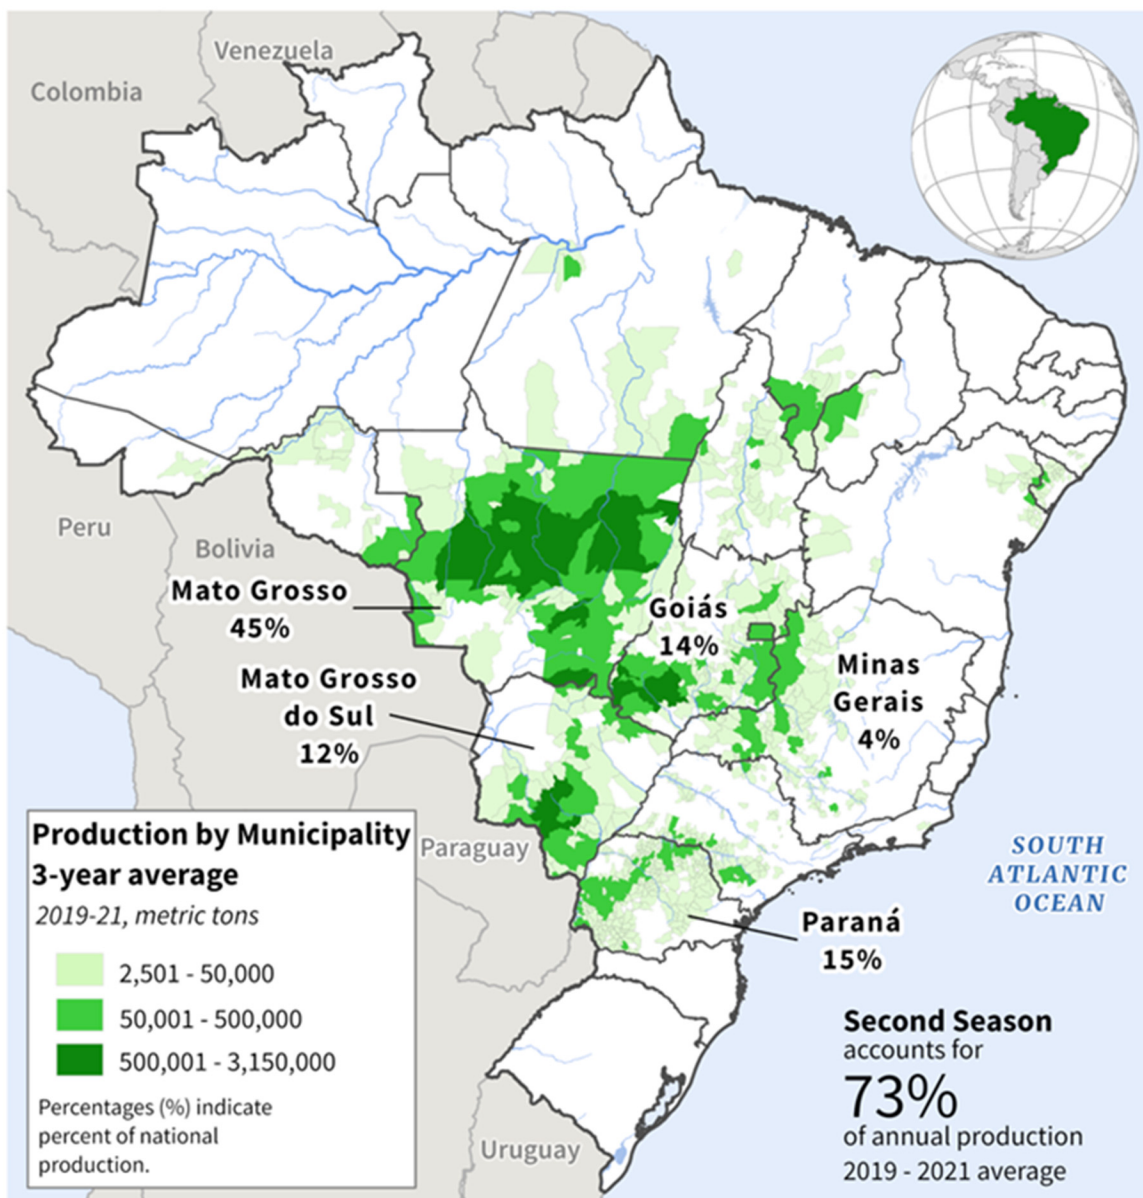 Venezuela
Colombia
Peru
Bolivia
Mato Grosso
45%
Goiás
14%
Mato Grosso
do Sul
12%
Minas
Gerais
4%
Production by Municipality
3-year average
2019-21, metric tons
2,501 - 50,000
50,001 - 500,000
500,001 - 3,150,000
Percentages (%) indicate
percent of national
production.
Paraguay
SOUTH
ATLANTIC
OCEAN
Paraná
15%
Second Season
accounts for
73%
of annual production
2019 - 2021 average
Uruguay